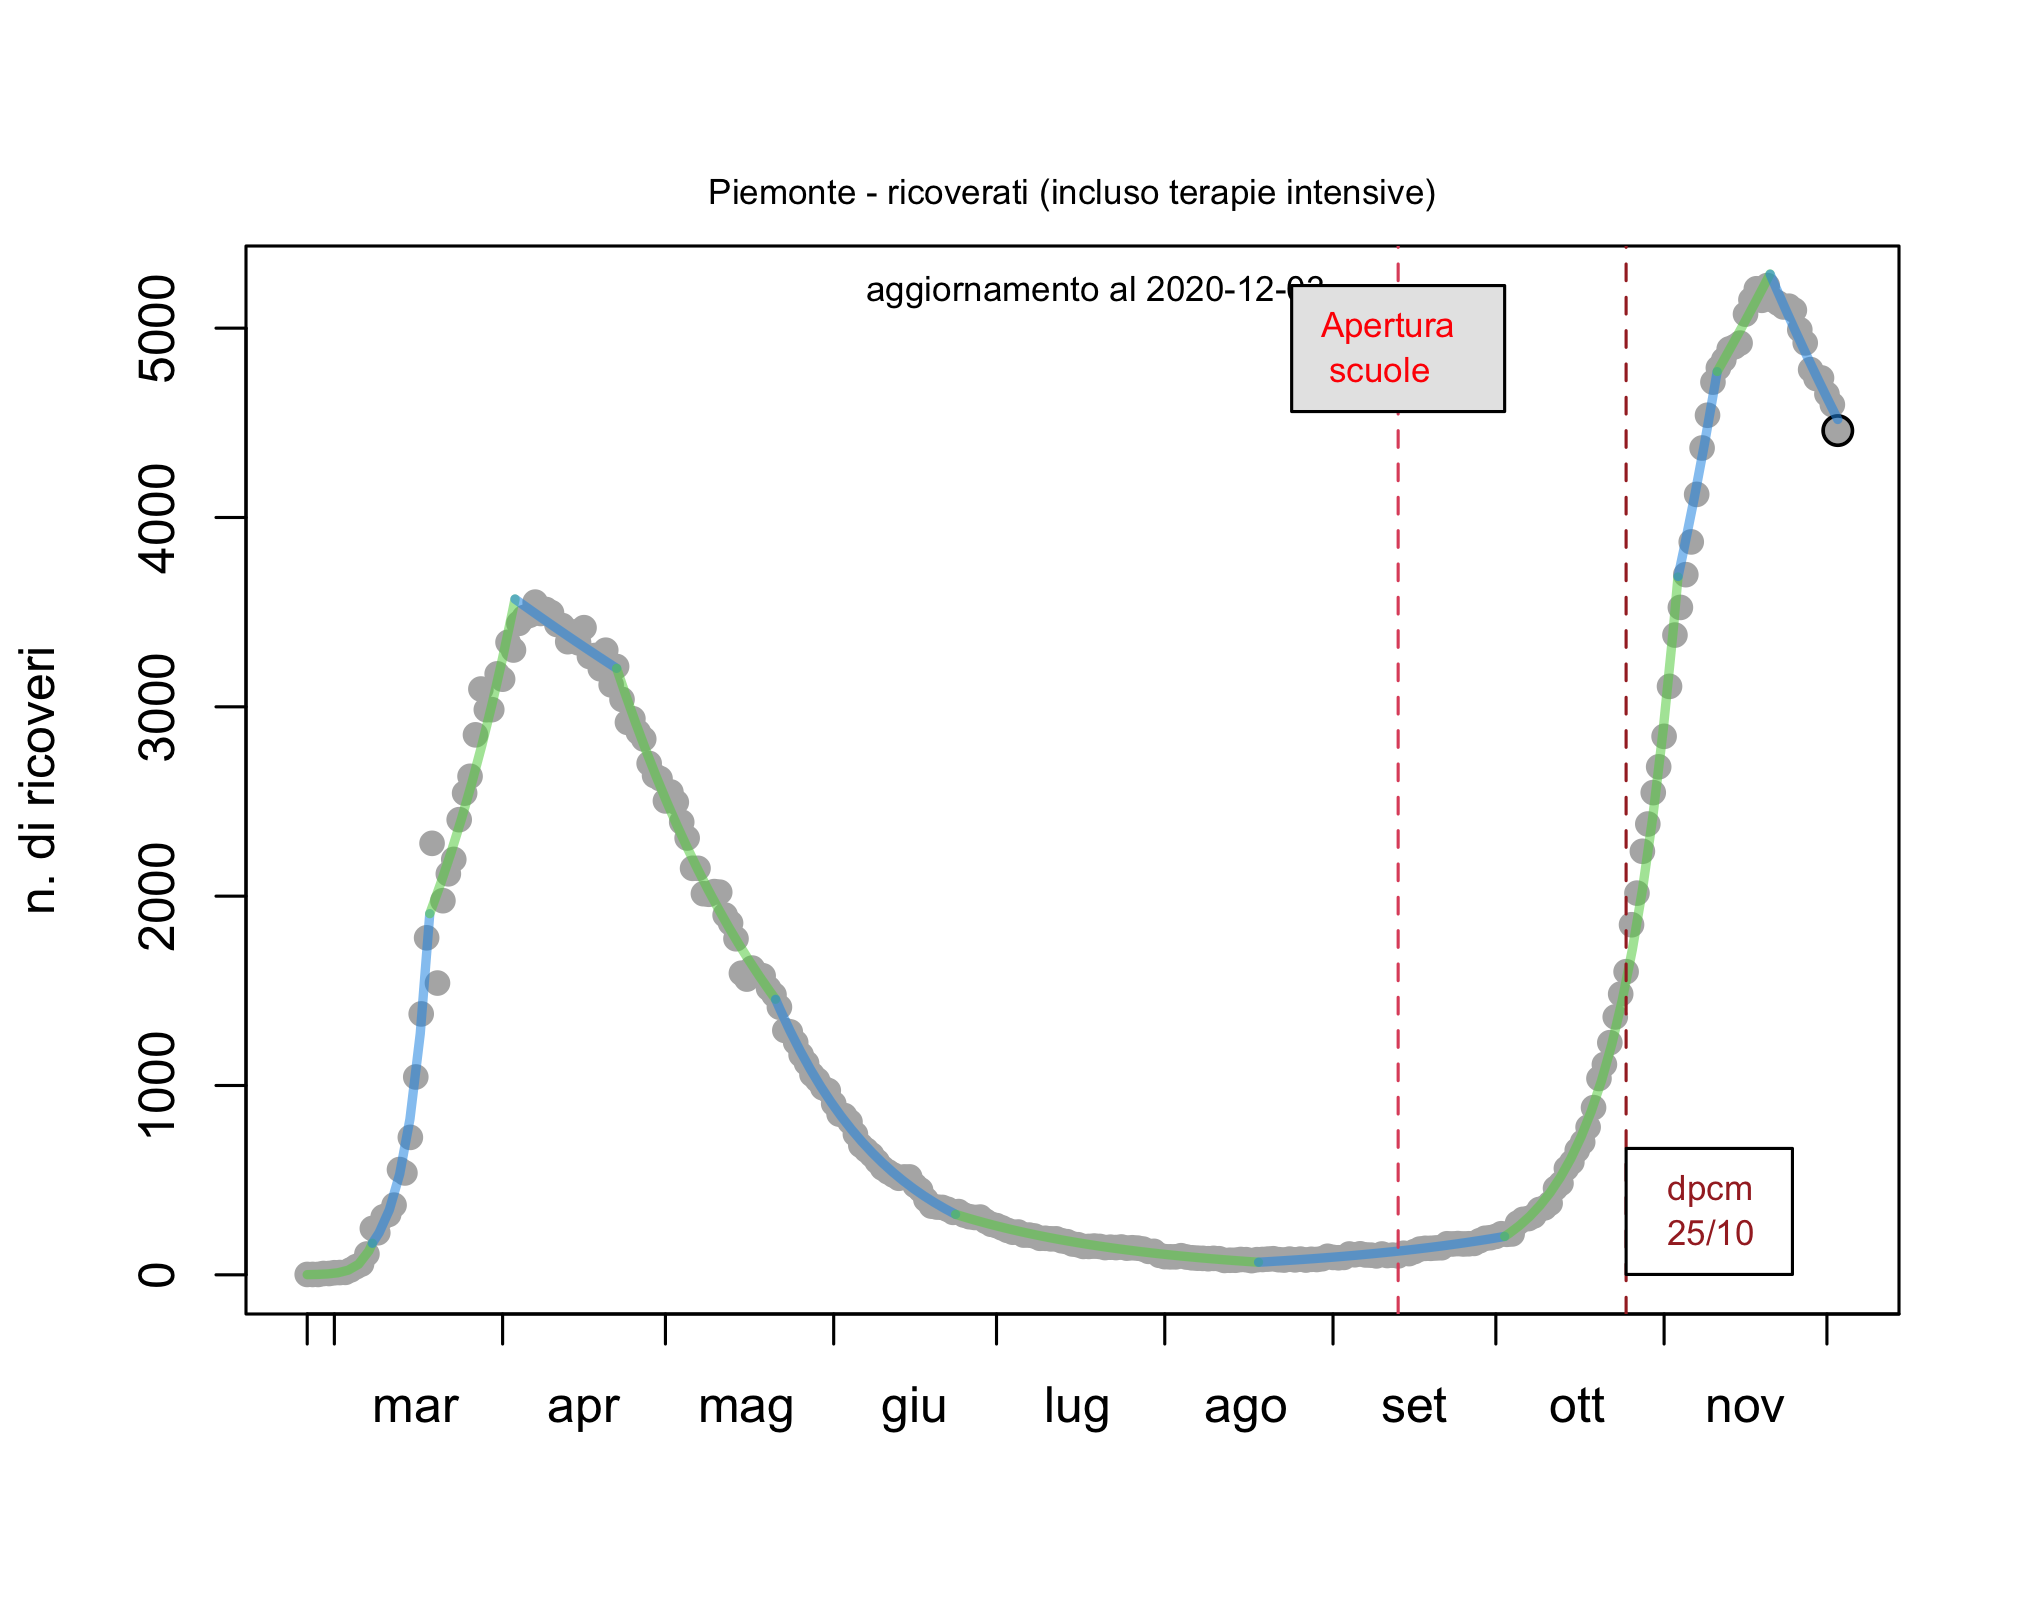 Piemonte - ricoverati (incluso terapie intensive)
aggiornamento al 2020-12-03
Apertura
scuole
n. di ricoveri
5000
4000
3000
2000
1000
0
dpcm
25/10
mar apr mag giu lug ago set ott nov